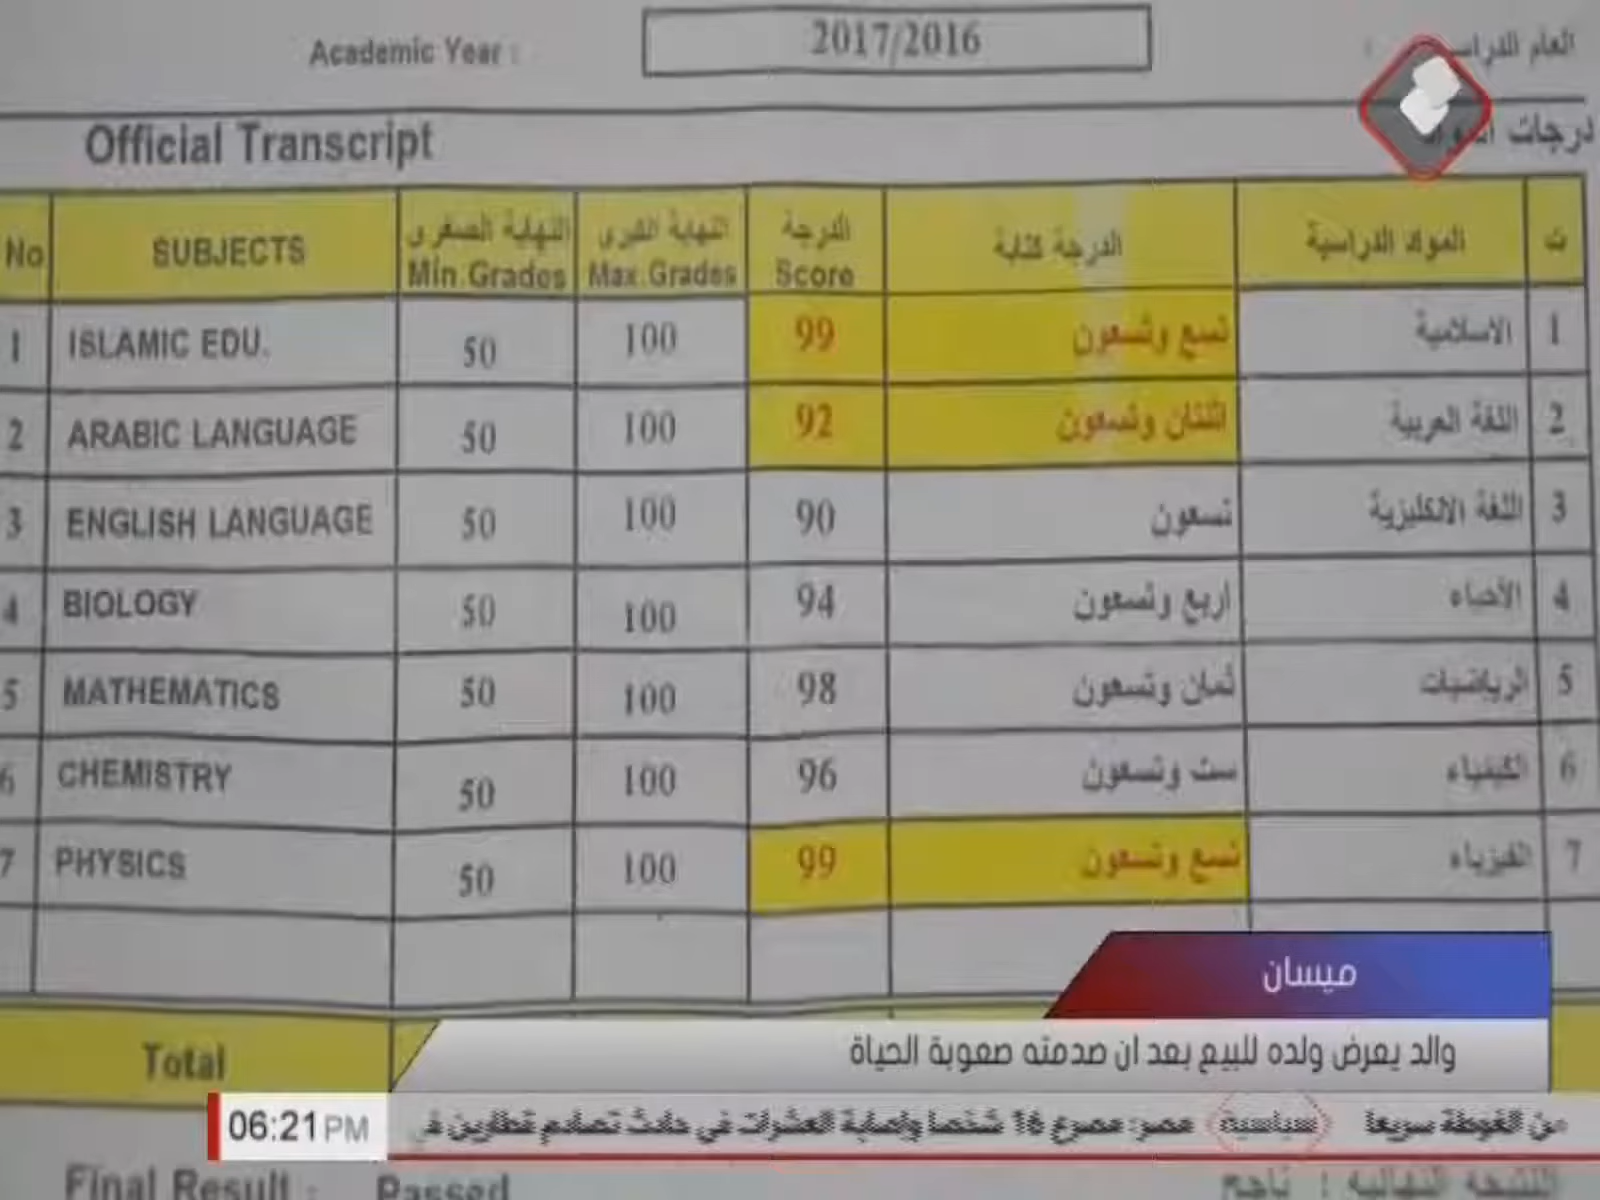 Academic Year :
2017/2016
العام الدراسي :
Official Transcript
درجات المواد
No SUBJECTS النهاية الصغرى Min.Grades النهاية الكبرى Max.Grades الدرجة Score الدرجة كتابة المواد الدراسية ت
1 ISLAMIC EDU. 50 100 99 تسع وتسعون الاسلامية 1
2 ARABIC LANGUAGE 50 100 92 اثنتان وتسعون اللغة العربية 2
3 ENGLISH LANGUAGE 50 100 90 تسعون اللغة الانكليزية 3
4 BIOLOGY 50 100 94 اربع وتسعون الأحياء 4
5 MATHEMATICS 50 100 98 ثمان وتسعون الرياضيات 5
6 CHEMISTRY 50 100 96 ست وتسعون الكيمياء 6
7 PHYSICS 50 100 99 تسع وتسعون الفيزياء 7
ميسان
Total
والد يعرض ولده للبيع بعد ان صدمته صعوبة الحياة
06:21 PM
من الغوطة سريعا سياسية مصر: مصرع 16 شخصا واصابة العشرات في حادث تصادم قطارين في
Final Result : Passed
النتيجة النهائية : ناجح